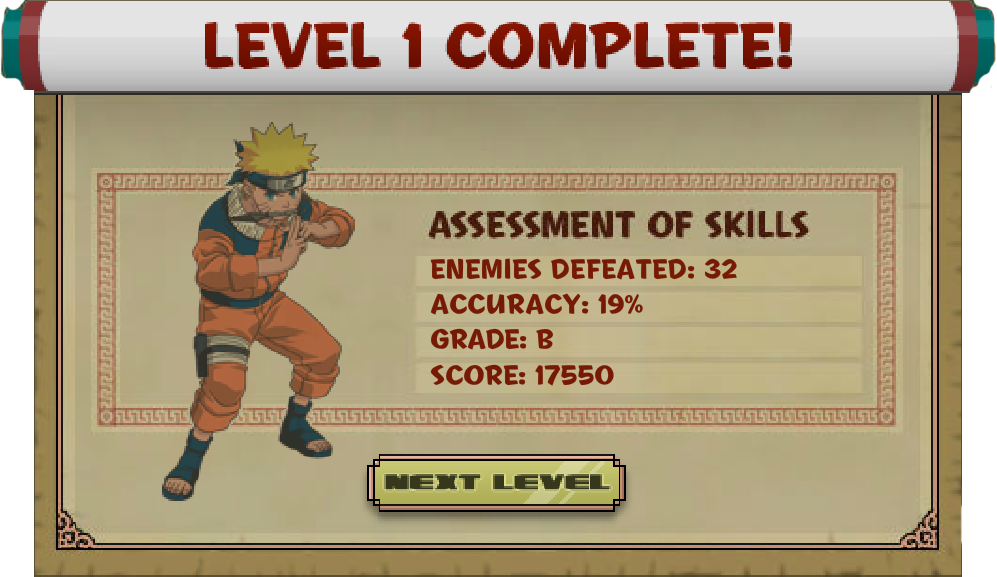 LEVEL 1 COMPLETE!
ASSESSMENT OF SKILLS
ENEMIES DEFEATED: 32
ACCURACY: 19%
GRADE: B
SCORE: 17550
NEXT LEVEL